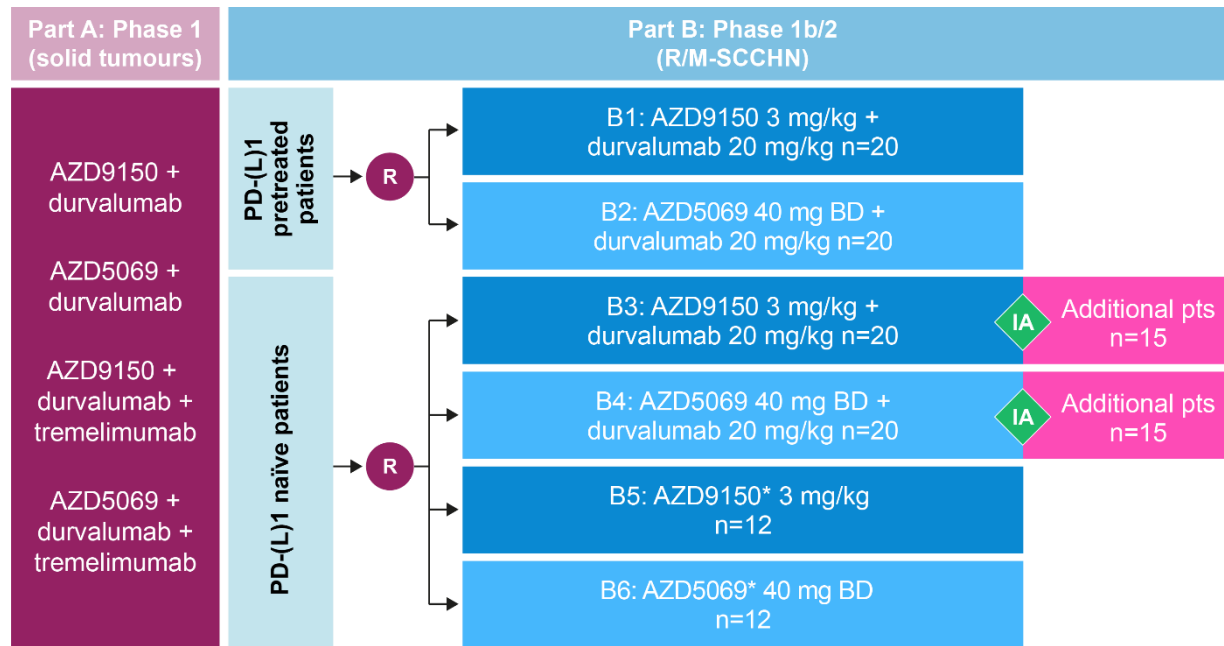 Part A: Phase 1
(solid tumours)
Part B: Phase 1b/2
(R/M-SCCHN)
AZD9150 +
durvalumab
AZD5069 +
durvalumab
AZD9150 +
durvalumab +
tremelimumab
AZD5069 +
durvalumab +
tremelimumab
PD-(L)1
pretreated
patients
R
B1: AZD9150 3 mg/kg +
durvalumab 20 mg/kg n=20
B2: AZD5069 40 mg BD +
durvalumab 20 mg/kg n=20
PD-(L)1 naïve patients
R
B3: AZD9150 3 mg/kg +
durvalumab 20 mg/kg n=20
IA
Additional pts
n=15
B4: AZD5069 40 mg BD +
durvalumab 20 mg/kg n=20
IA
Additional pts
n=15
B5: AZD9150* 3 mg/kg
n=12
B6: AZD5069* 40 mg BD
n=12